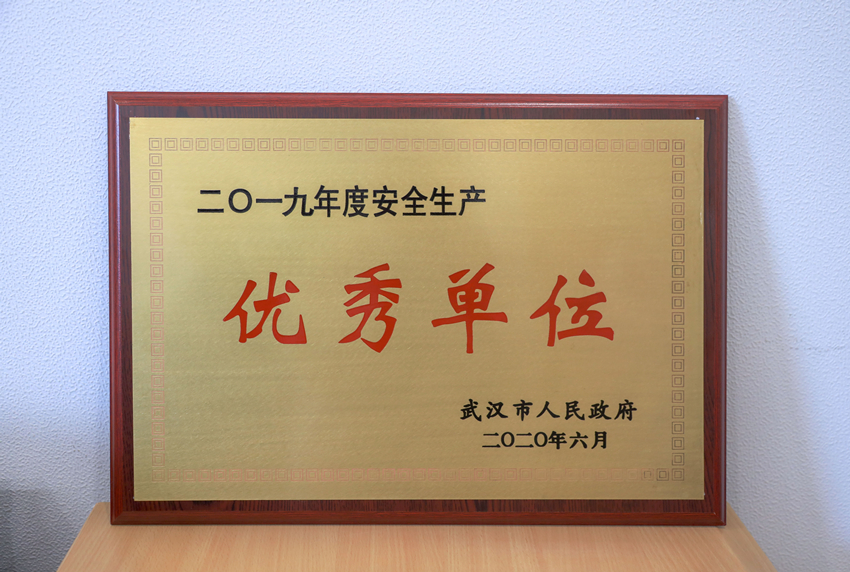 二〇一九年度安全生产
优秀单位
武汉市人民政府
二〇二〇年六月